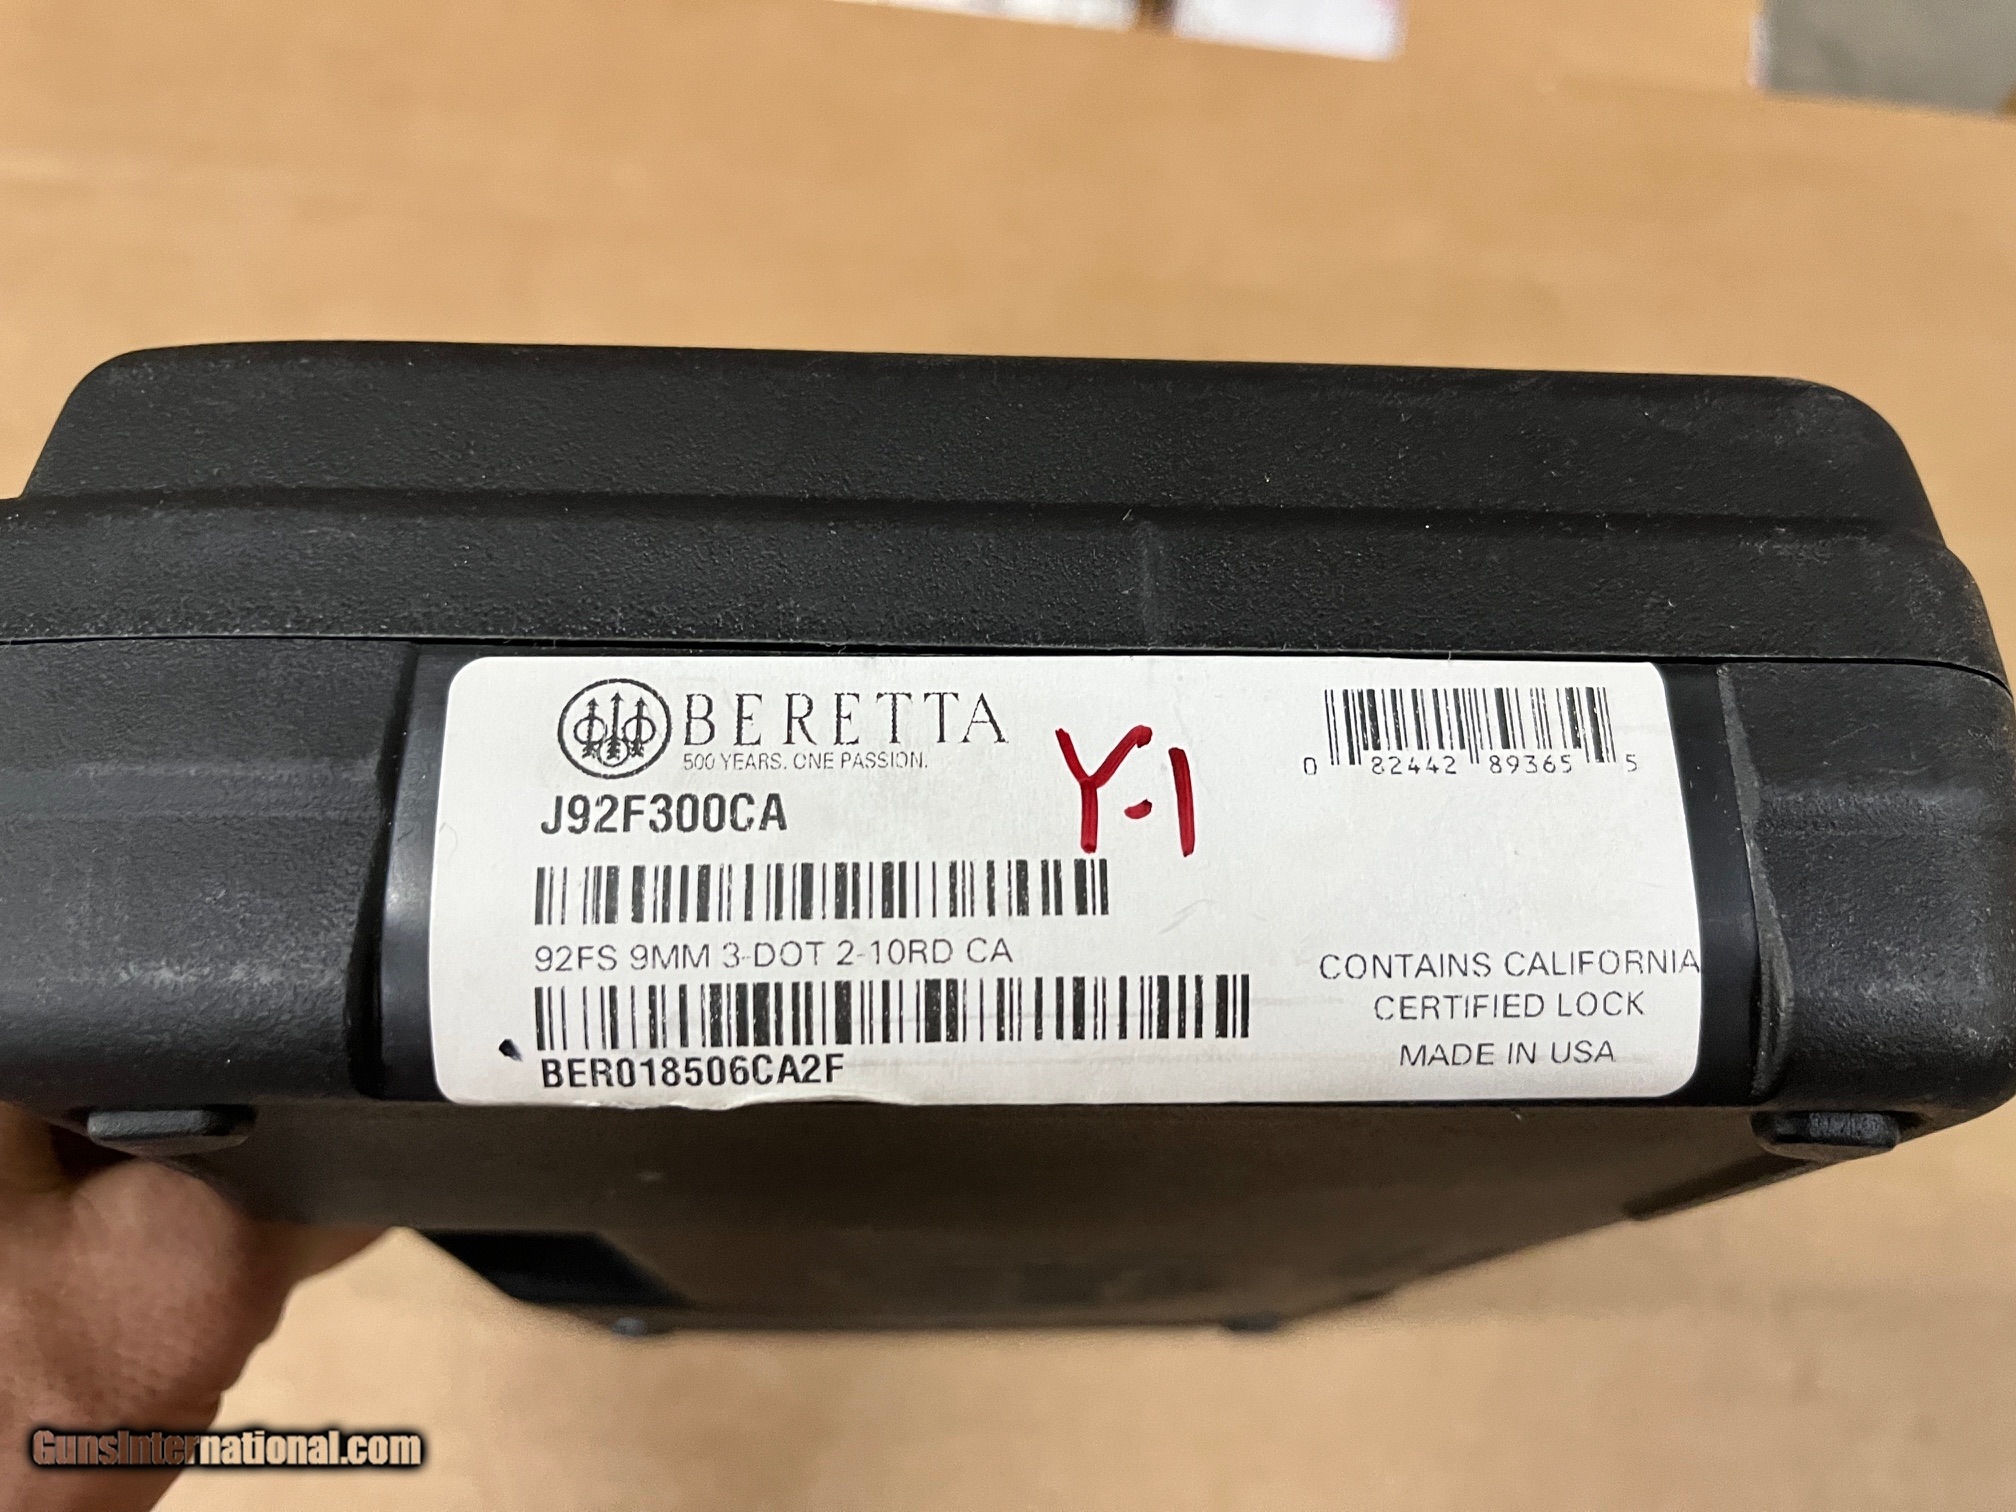 BERETTA
500 YEARS. ONE PASSION.
Y-1
0 82442 89365 5
J92F300CA
92FS 9MM 3-DOT 2-10RD CA
BER018506CA2F
CONTAINS CALIFORNIA
CERTIFIED LOCK
MADE IN USA
GunsInternational.com